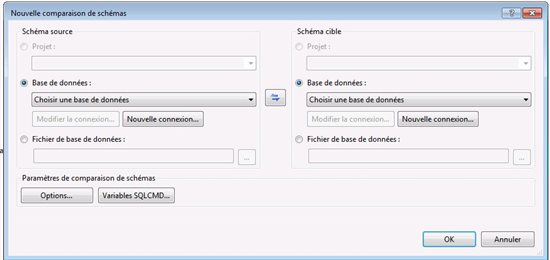 Nouvelle comparaison de schémas
Schéma source
Schéma cible
Projet :
Projet :
Base de données :
Base de données :
Choisir une base de données
Choisir une base de données
Modifier la connexion...
Nouvelle connexion...
Modifier la connexion...
Nouvelle connexion...
Fichier de base de données :
Fichier de base de données :
...
...
Paramètres de comparaison de schémas
Options...
Variables SQLCMD...
OK
Annuler